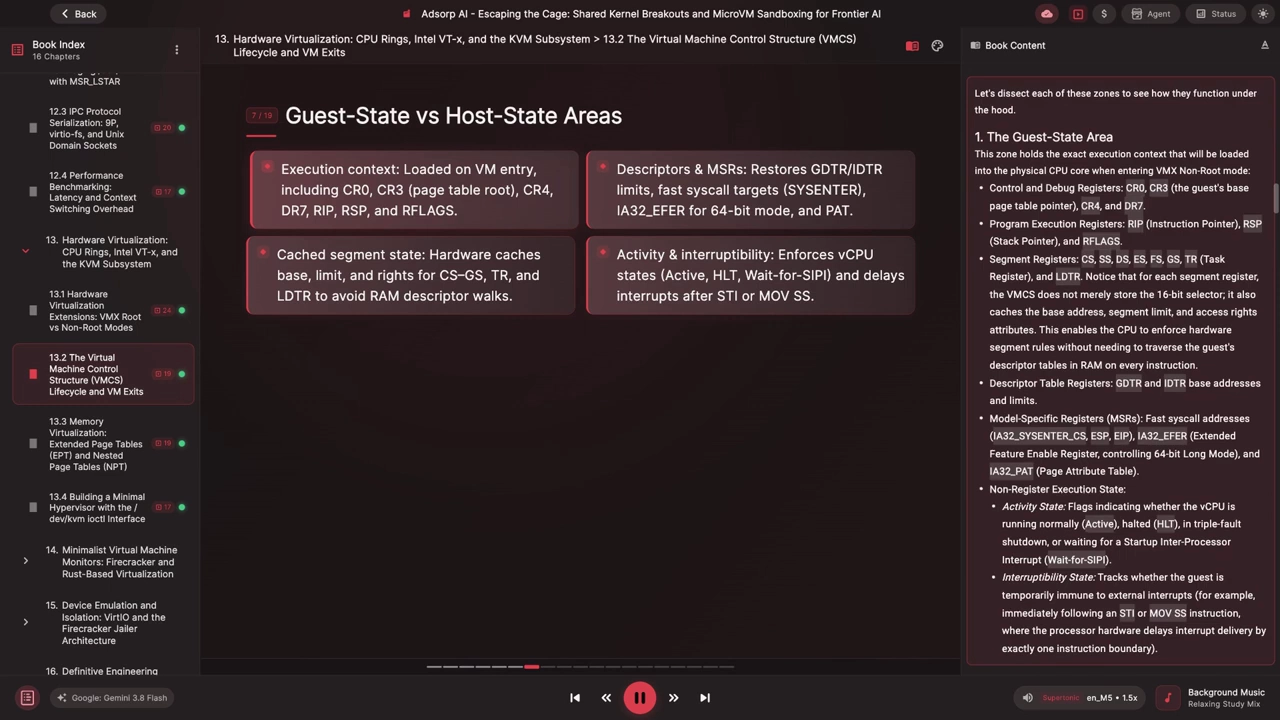 Back
Adsorp AI - Escaping the Cage: Shared Kernel Breakouts and MicroVM Sandboxing for Frontier AI
$
Agent
Status
Book Index
16 Chapters
with MSR_LSTAR
12.3 IPC Protocol
Serialization: 9P,
virtio-fs, and Unix
Domain Sockets
20
12.4 Performance
Benchmarking:
Latency and Context
Switching Overhead
17
13. Hardware Virtualization:
CPU Rings, Intel VT-x, and
the KVM Subsystem
13.1 Hardware
Virtualization
Extensions: VMX Root
vs Non-Root Modes
24
13.2 The Virtual
Machine Control
Structure (VMCS)
Lifecycle and VM Exits
19
13.3 Memory
Virtualization:
Extended Page Tables
(EPT) and Nested
Page Tables (NPT)
19
13.4 Building a Minimal
Hypervisor with the /
dev/kvm ioctl Interface
17
14. Minimalist Virtual Machine
Monitors: Firecracker and
Rust-Based Virtualization
15. Device Emulation and
Isolation: VirtIO and the
Firecracker Jailer
Architecture
16. Definitive Engineering
13. Hardware Virtualization: CPU Rings, Intel VT-x, and the KVM Subsystem > 13.2 The Virtual Machine Control Structure (VMCS)
Lifecycle and VM Exits
7 / 19
Guest-State vs Host-State Areas
Execution context: Loaded on VM entry,
including CR0, CR3 (page table root), CR4,
DR7, RIP, RSP, and RFLAGS.
Descriptors & MSRs: Restores GDTR/IDTR
limits, fast syscall targets (SYSENTER),
IA32_EFER for 64-bit mode, and PAT.
Cached segment state: Hardware caches
base, limit, and rights for CS–GS, TR, and
LDTR to avoid RAM descriptor walks.
Activity & interruptibility: Enforces vCPU
states (Active, HLT, Wait-for-SIPI) and delays
interrupts after STI or MOV SS.
Book Content
Let's dissect each of these zones to see how they function under
the hood.
1. The Guest-State Area
This zone holds the exact execution context that will be loaded
into the physical CPU core when entering VMX Non-Root mode:
• Control and Debug Registers: CR0, CR3 (the guest's base
page table pointer), CR4, and DR7.
• Program Execution Registers: RIP (Instruction Pointer), RSP
(Stack Pointer), and RFLAGS.
• Segment Registers: CS, SS, DS, ES, FS, GS, TR (Task
Register), and LDTR. Notice that for each segment register,
the VMCS does not merely store the 16-bit selector; it also
caches the base address, segment limit, and access rights
attributes. This enables the CPU to enforce hardware
segment rules without needing to traverse the guest's
descriptor tables in RAM on every instruction.
• Descriptor Table Registers: GDTR and IDTR base addresses
and limits.
• Model-Specific Registers (MSRs): Fast syscall addresses
(IA32_SYSENTER_CS, ESP, EIP), IA32_EFER (Extended
Feature Enable Register, controlling 64-bit Long Mode), and
IA32_PAT (Page Attribute Table).
• Non-Register Execution State:
• Activity State: Flags indicating whether the vCPU is
running normally (Active), halted (HLT), in triple-fault
shutdown, or waiting for a Startup Inter-Processor
Interrupt (Wait-for-SIPI).
• Interruptibility State: Tracks whether the guest is
temporarily immune to external interrupts (for example,
immediately following an STI or MOV SS instruction,
where the processor hardware delays interrupt delivery by
exactly one instruction boundary).
Google: Gemini 3.8 Flash
Supertonic
en_M5 • 1.5x
Background Music
Relaxing Study Mix